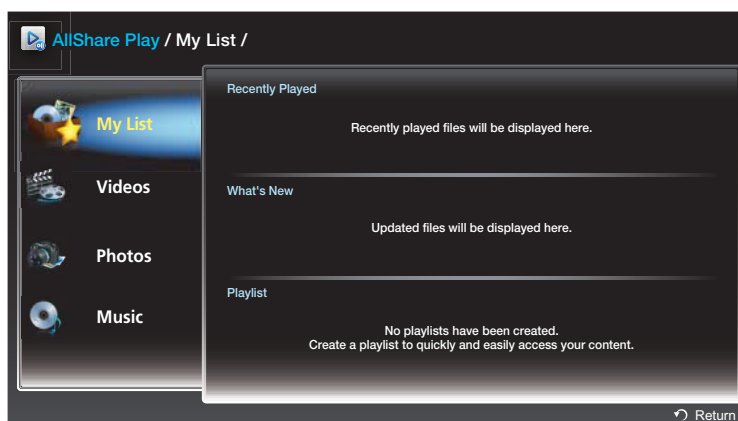 AllShare Play / My List /
My List
Videos
Photos
Music
Recently Played
Recently played files will be displayed here.
What's New
Updated files will be displayed here.
Playlist
No playlists have been created.
Create a playlist to quickly and easily access your content.
Return